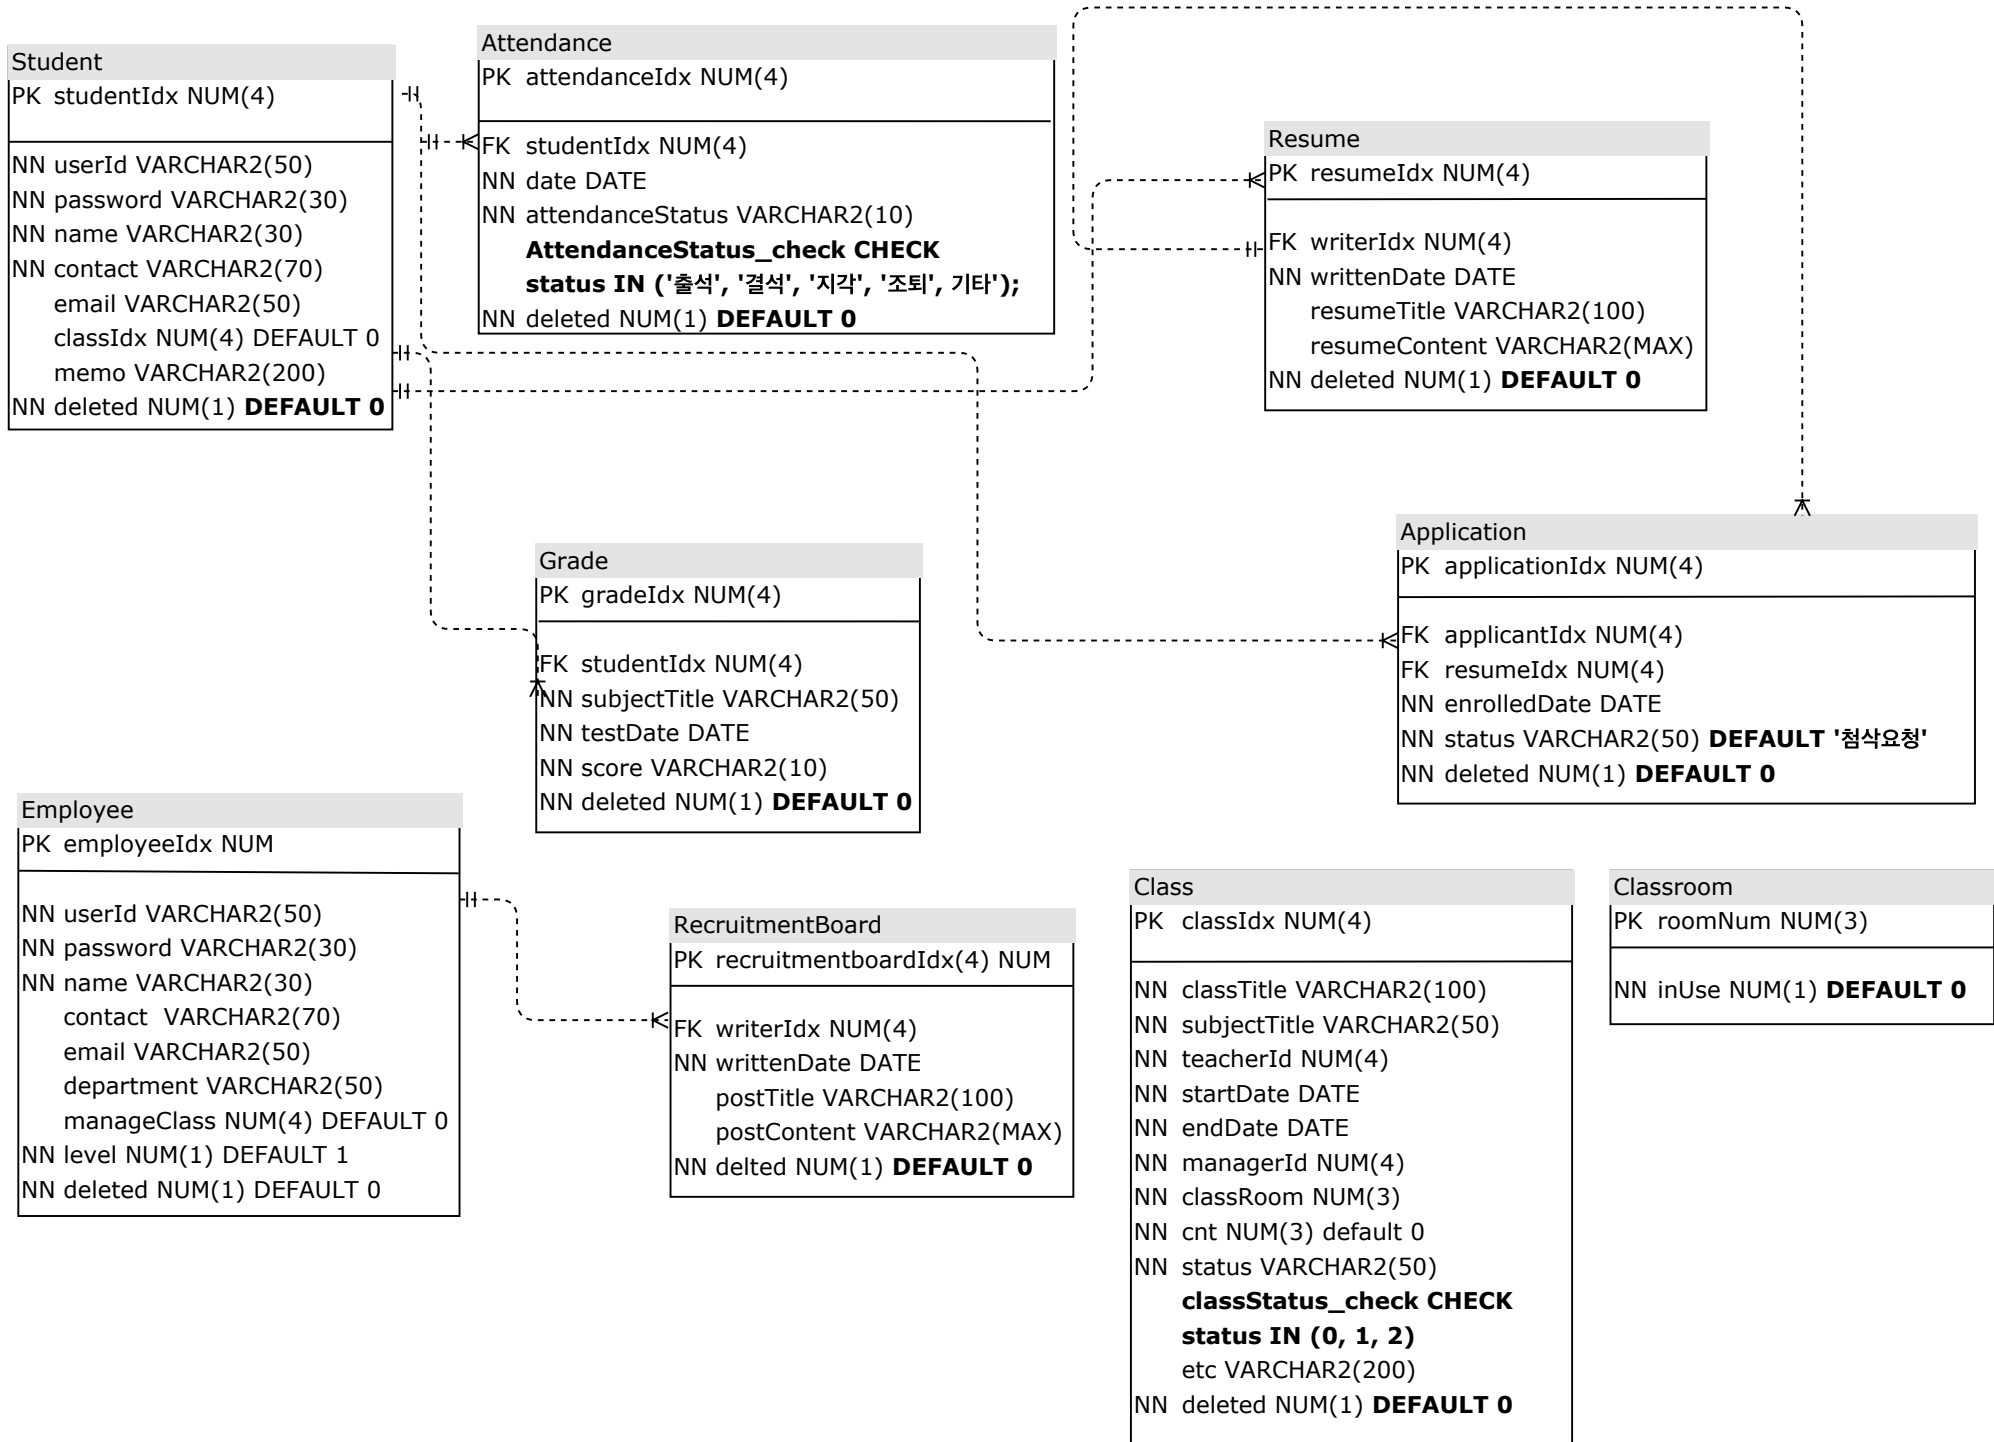 Student
PK studentIdx NUM(4)
NN userId VARCHAR2(50)
NN password VARCHAR2(30)
NN name VARCHAR2(30)
NN contact VARCHAR2(70)
email VARCHAR2(50)
classIdx NUM(4) DEFAULT 0
memo VARCHAR2(200)
NN deleted NUM(1) DEFAULT 0
Attendance
PK attendanceIdx NUM(4)
FK studentIdx NUM(4)
NN date DATE
NN attendanceStatus VARCHAR2(10)
AttendanceStatus_check CHECK
status IN ('출석', '결석', '지각', '조퇴', 기타');
NN deleted NUM(1) DEFAULT 0
Resume
PK resumeIdx NUM(4)
FK writerIdx NUM(4)
NN writtenDate DATE
resumeTitle VARCHAR2(100)
resumeContent VARCHAR2(MAX)
NN deleted NUM(1) DEFAULT 0
Grade
PK gradeIdx NUM(4)
FK studentIdx NUM(4)
NN subjectTitle VARCHAR2(50)
NN testDate DATE
NN score VARCHAR2(10)
NN deleted NUM(1) DEFAULT 0
Application
PK applicationIdx NUM(4)
FK applicantIdx NUM(4)
FK resumeIdx NUM(4)
NN enrolledDate DATE
NN status VARCHAR2(50) DEFAULT '첨삭요청'
NN deleted NUM(1) DEFAULT 0
Employee
PK employeeIdx NUM
NN userId VARCHAR2(50)
NN password VARCHAR2(30)
NN name VARCHAR2(30)
contact VARCHAR2(70)
email VARCHAR2(50)
department VARCHAR2(50)
manageClass NUM(4) DEFAULT 0
NN level NUM(1) DEFAULT 1
NN deleted NUM(1) DEFAULT 0
RecruitmentBoard
PK recruitmentboardIdx(4) NUM
FK writerIdx NUM(4)
NN writtenDate DATE
postTitle VARCHAR2(100)
postContent VARCHAR2(MAX)
NN delted NUM(1) DEFAULT 0
Class
PK classIdx NUM(4)
NN classTitle VARCHAR2(100)
NN subjectTitle VARCHAR2(50)
NN teacherId NUM(4)
NN startDate DATE
NN endDate DATE
NN managerId NUM(4)
NN classRoom NUM(3)
NN cnt NUM(3) default 0
NN status VARCHAR2(50)
classStatus_check CHECK
status IN (0, 1, 2)
etc VARCHAR2(200)
NN deleted NUM(1) DEFAULT 0
Classroom
PK roomNum NUM(3)
NN inUse NUM(1) DEFAULT 0